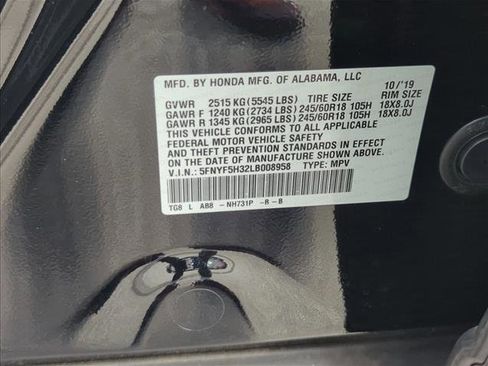 MFD. BY HONDA MFG. OF ALABAMA, LLC 10/'19
GVWR 2515 KG(5545 LBS) TIRE SIZE RIM SIZE
GAWR F 1240 KG(2734 LBS)245/60R18 105H 18X8.0J
GAWR R 1345 KG(2965 LBS)245/60R18 105H 18X8.0J
THIS VEHICLE CONFORMS TO ALL APPLICABLE
FEDERAL MOTOR VEHICLE SAFETY AND
THEFT PREVENTION STANDARDS IN EFFECT ON
THE DATE OF MANUFACTURE SHOWN ABOVE.
V.I.N.: 5FNYF5H32LB008958 TYPE: MPV
TG8 L AB8 -NH731P -R-B